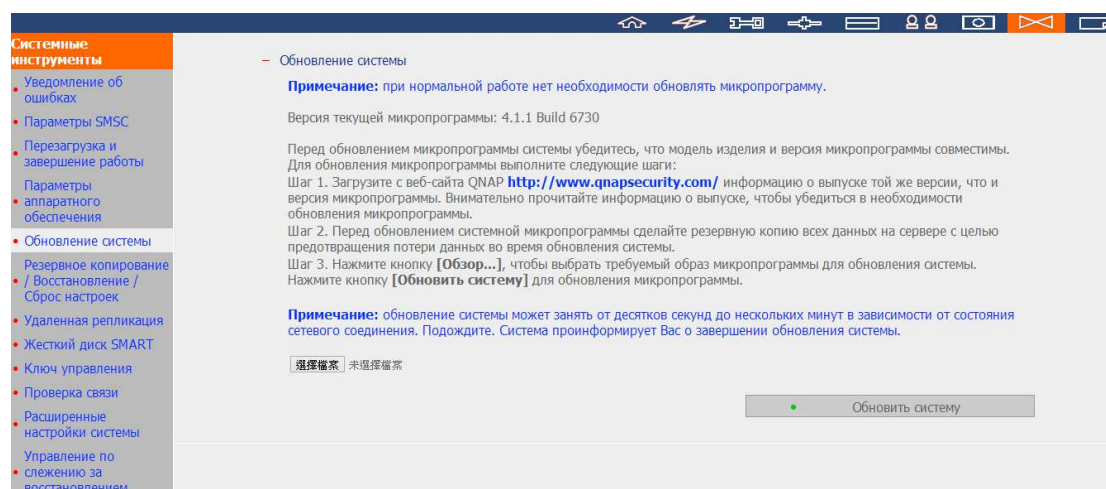 Системные
инструменты
Уведомление об
ошибках
Параметры SMSC
Перезагрузка и
завершение работы
Параметры
аппаратного
обеспечения
Обновление системы
Резервное копирование
/ Восстановление /
Сброс настроек
Удаленная репликация
Жесткий диск SMART
Ключ управления
Проверка связи
Расширенные
настройки системы
Управление по
слежению за
восстановлением
– Обновление системы
Примечание: при нормальной работе нет необходимости обновлять микропрограмму.
Версия текущей микропрограммы: 4.1.1 Build 6730
Перед обновлением микропрограммы системы убедитесь, что модель изделия и версия микропрограммы совместимы.
Для обновления микропрограммы выполните следующие шаги:
Шаг 1. Загрузите с веб-сайта QNAP http://www.qnapsecurity.com/ информацию о выпуске той же версии, что и
версия микропрограммы. Внимательно прочитайте информацию о выпуске, чтобы убедиться в необходимости
обновления микропрограммы.
Шаг 2. Перед обновлением системной микропрограммы сделайте резервную копию всех данных на сервере с целью
предотвращения потери данных во время обновления системы.
Шаг 3. Нажмите кнопку [Обзор...], чтобы выбрать требуемый образ микропрограммы для обновления системы.
Нажмите кнопку [Обновить систему] для обновления микропрограммы.
Примечание: обновление системы может занять от десятков секунд до нескольких минут в зависимости от состояния
сетевого соединения. Подождите. Система проинформирует Вас о завершении обновления системы.
選擇檔案 未選擇檔案
Обновить систему